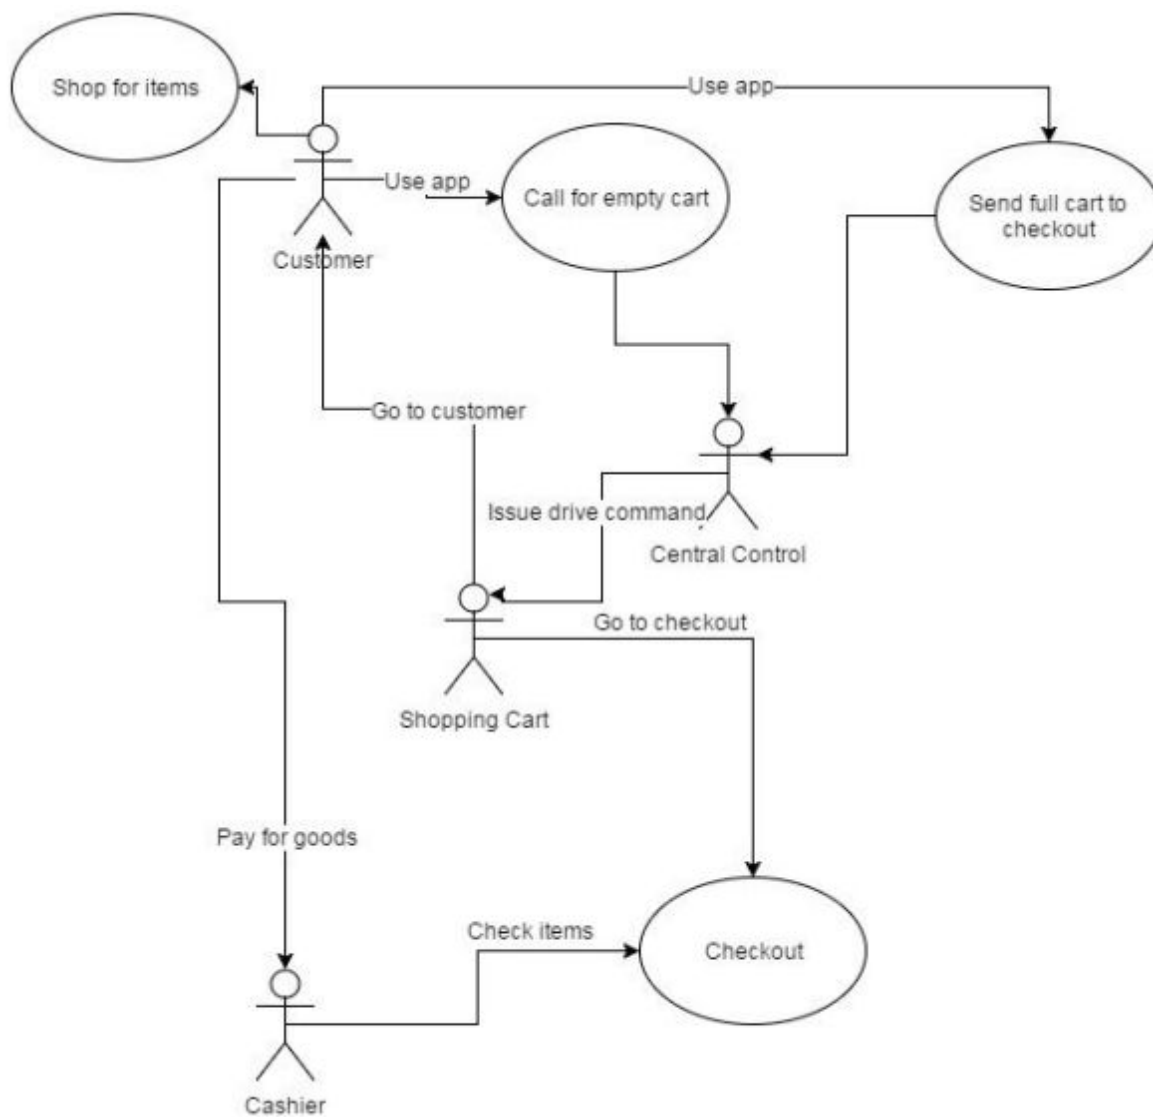 Shop for items
Use app
Use app
Call for empty cart
Send full cart to
checkout
Customer
Go to customer
Issue drive command
Central Control
Go to checkout
Shopping Cart
Pay for goods
Check items
Checkout
Cashier